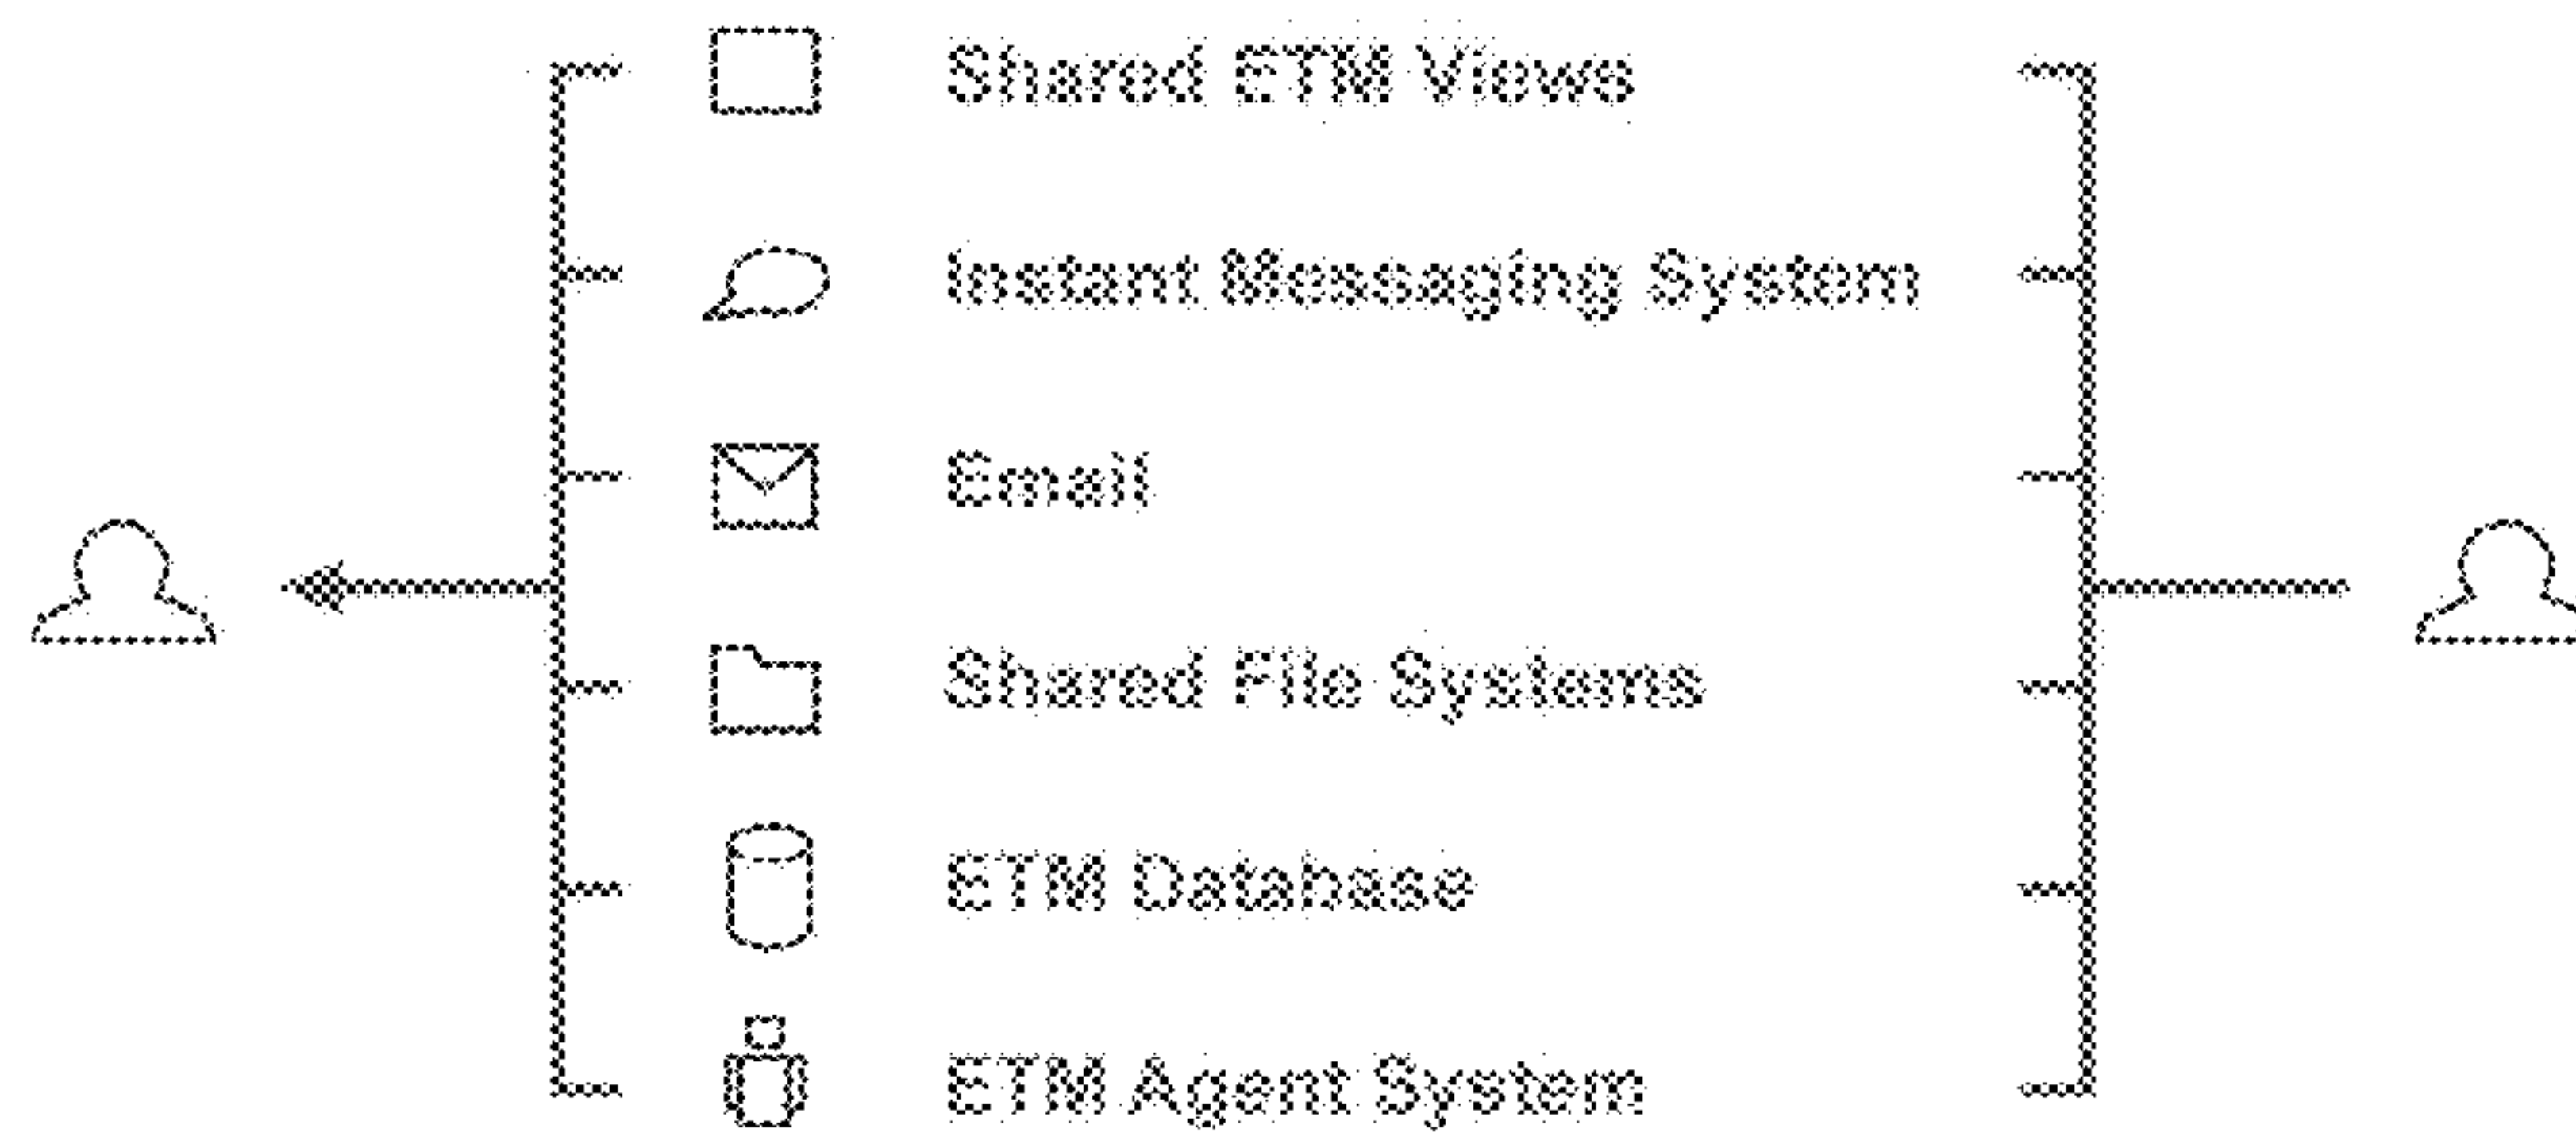 Shared ETM Views
Instant Messaging System
Email
Shared File Systems
ETM Database
ETM Agent System